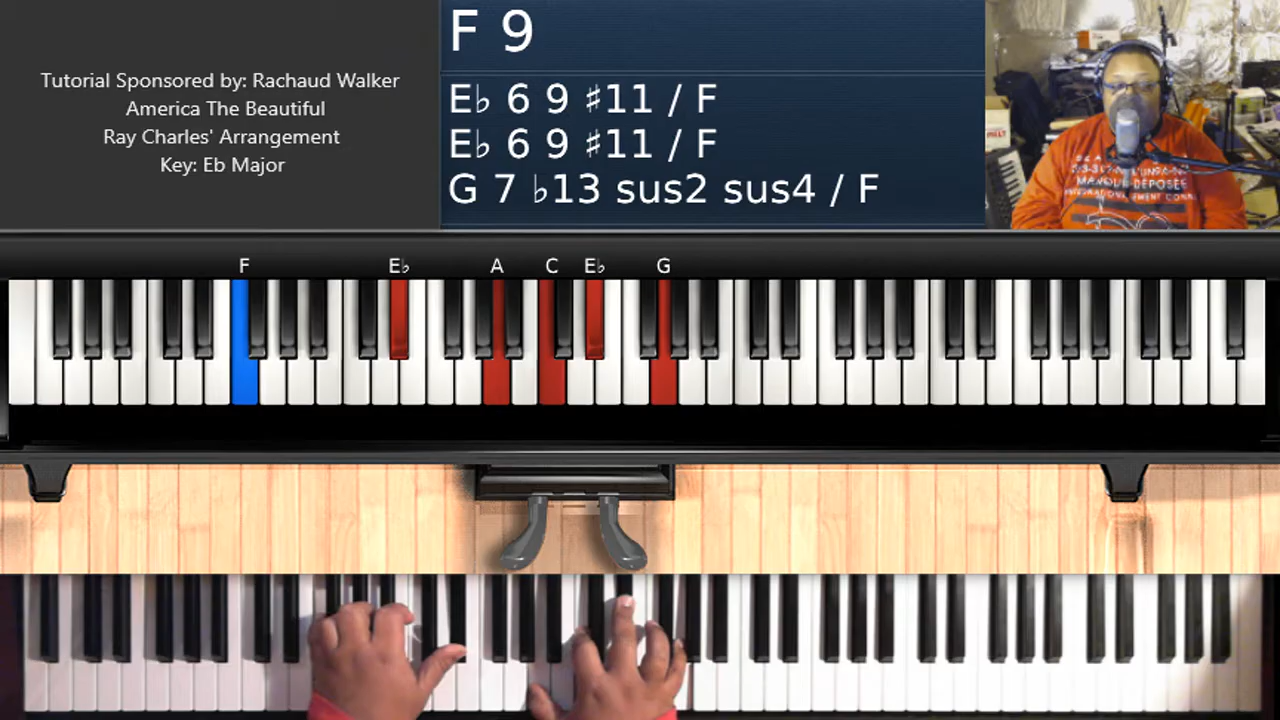 Tutorial Sponsored by: Rachaud Walker
America The Beautiful
Ray Charles' Arrangement
Key: Eb Major
F 9
E♭ 6 9 ♯11 / F
E♭ 6 9 ♯11 / F
G 7 ♭13 sus2 sus4 / F
F E♭ A C E♭ G